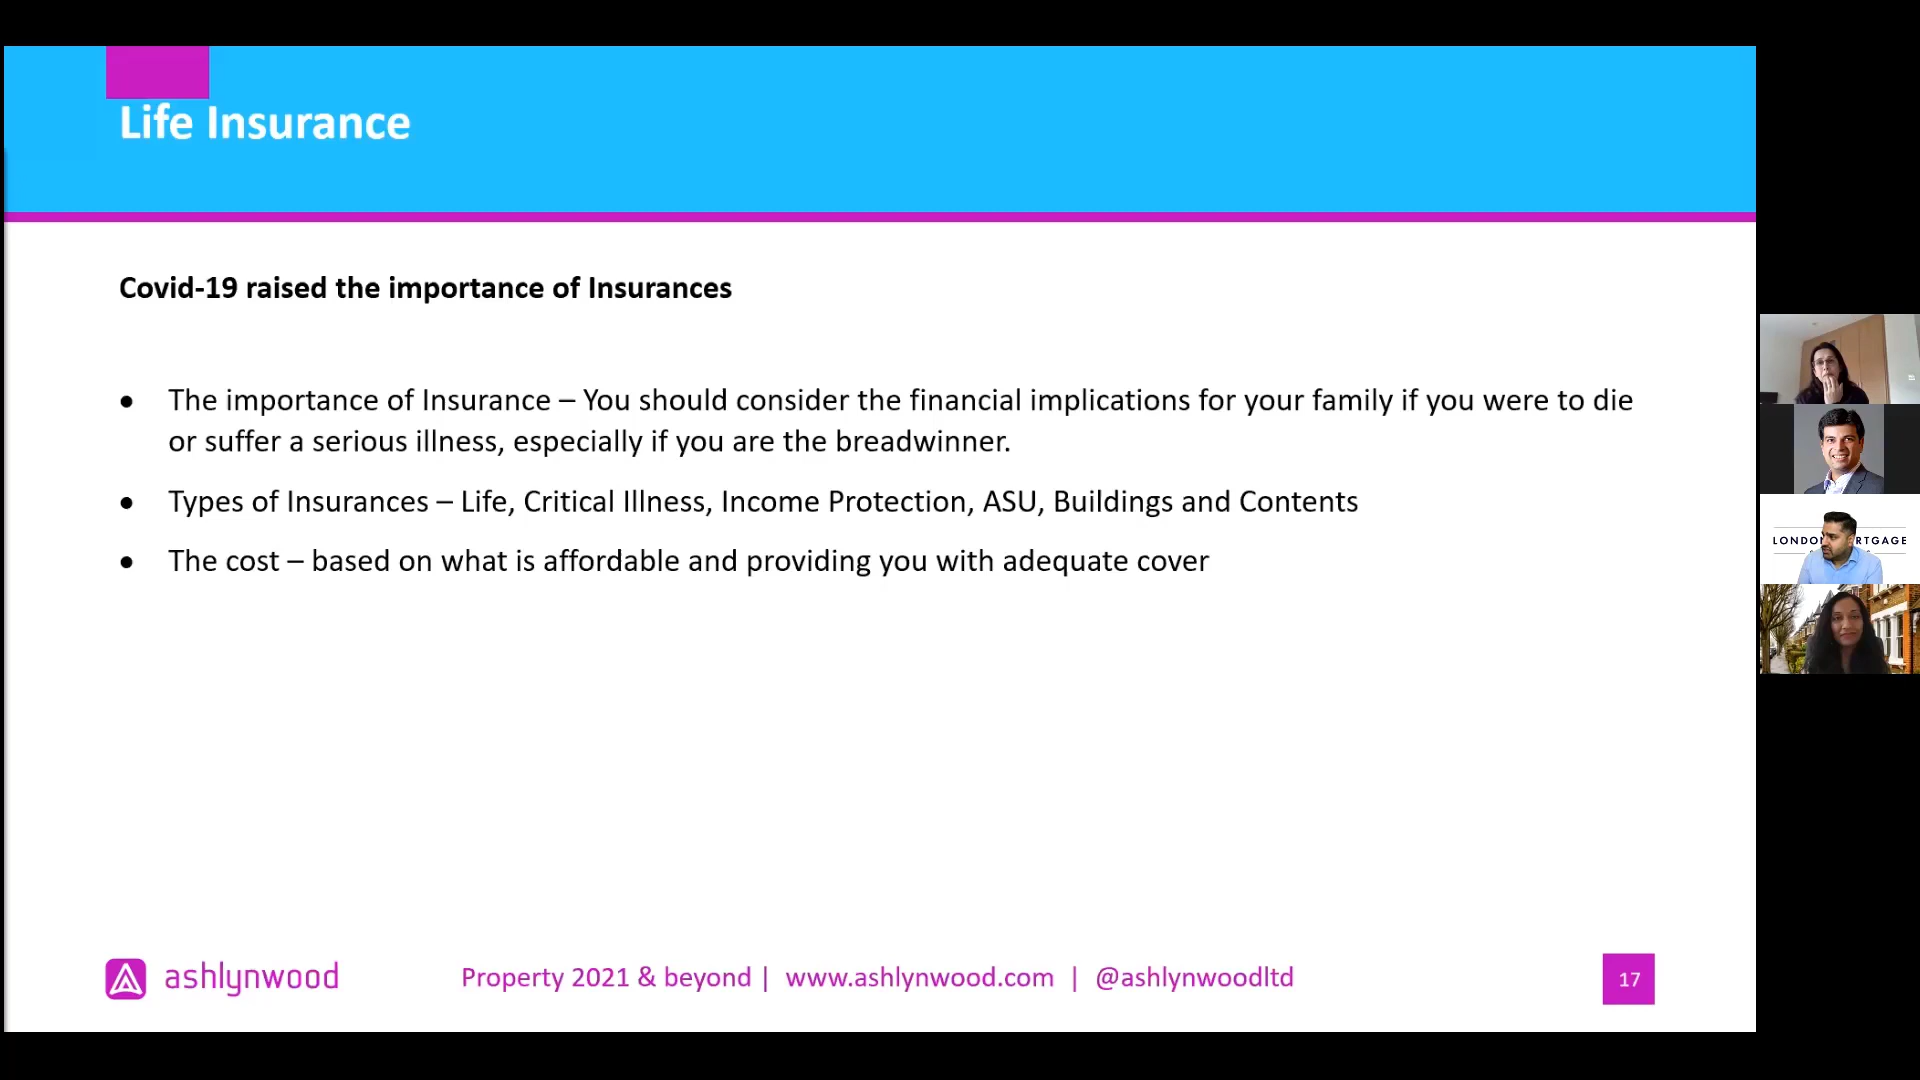 Life Insurance
Covid-19 raised the importance of Insurances
• The importance of Insurance – You should consider the financial implications for your family if you were to die
or suffer a serious illness, especially if you are the breadwinner.
• Types of Insurances – Life, Critical Illness, Income Protection, ASU, Buildings and Contents
• The cost – based on what is affordable and providing you with adequate cover
LONDON
RTGAGE
ashlynwood
Property 2021 & beyond | www.ashlynwood.com | @ashlynwoodltd
17